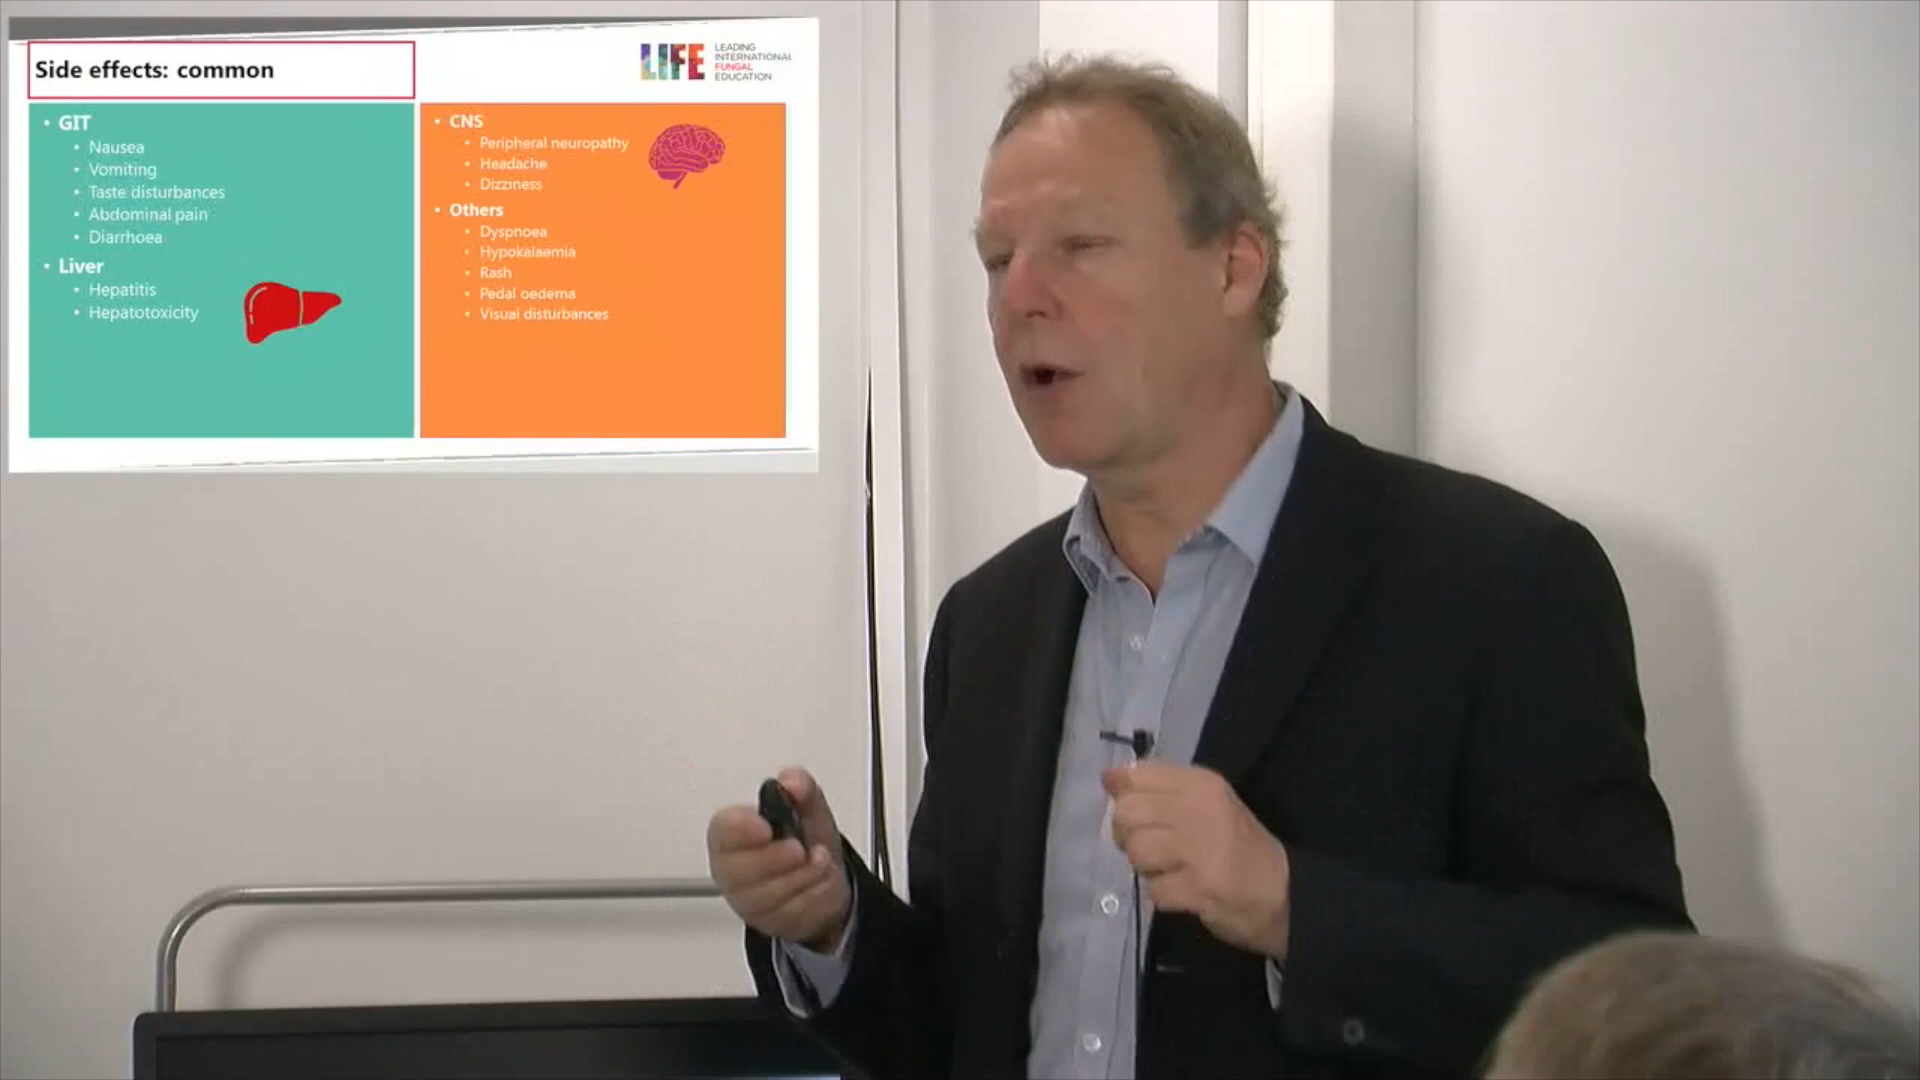 Side effects: common
LIFE
LEADING
INTERNATIONAL
FUNGAL
EDUCATION
• GIT
• Nausea
• Vomiting
• Taste disturbances
• Abdominal pain
• Diarrhoea
• Liver
• Hepatitis
• Hepatotoxicity
• CNS
• Peripheral neuropathy
• Headache
• Dizziness
• Others
• Dyspnoea
• Hypokalaemia
• Rash
• Pedal oedema
• Visual disturbances